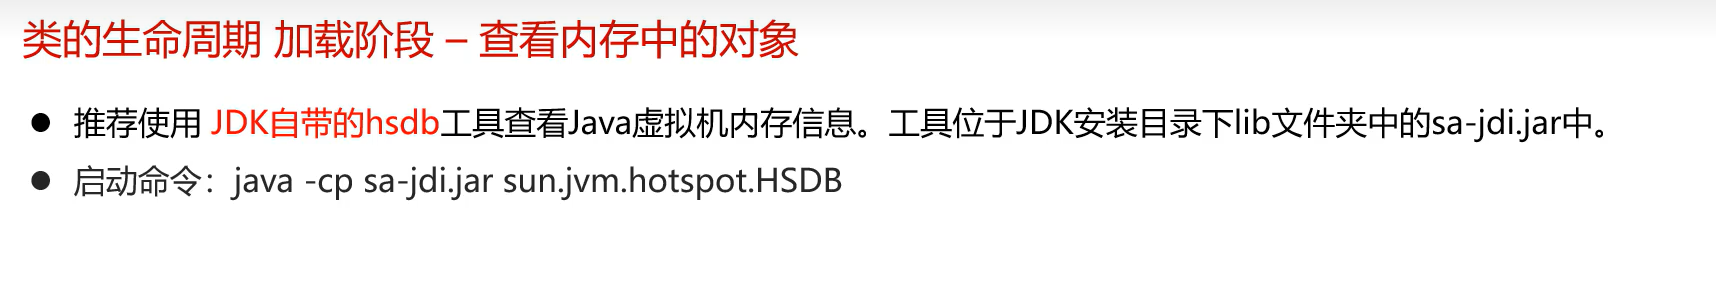 类的生命周期 加载阶段 – 查看内存中的对象
● 推荐使用 JDK自带的hsdb工具查看Java虚拟机内存信息。工具位于JDK安装目录下lib文件夹中的sa-jdi.jar中。
● 启动命令：java -cp sa-jdi.jar sun.jvm.hotspot.HSDB